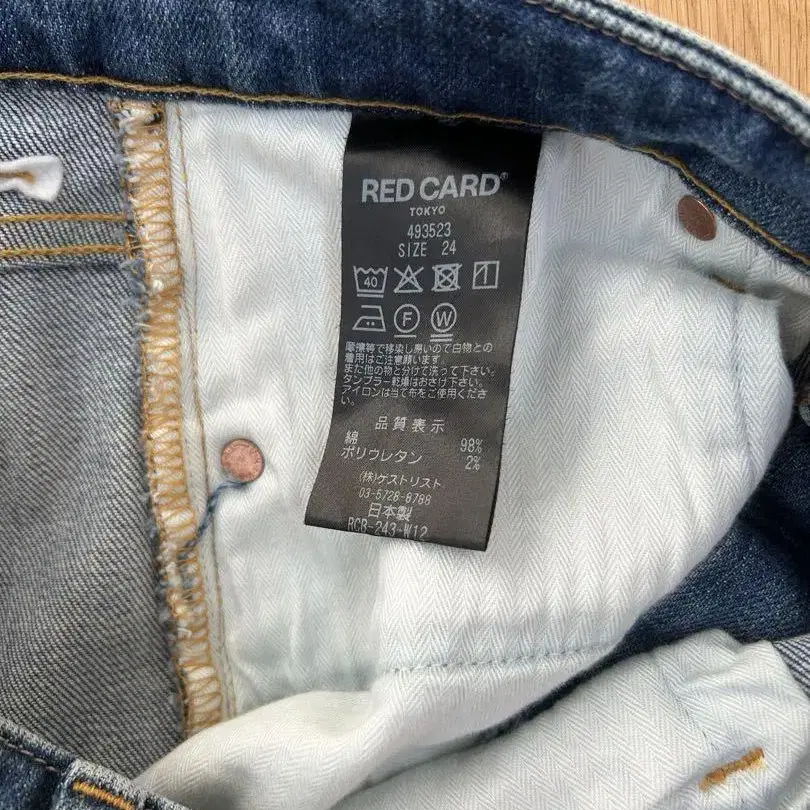 RED CARD®
TOKYO
493523
SIZE 24
40
F W
摩擦等で移染し易いので白物との
着用はご注意願います
また他の物と分けて洗って下さい。
タンブラー乾燥はおさけ下さい。
アイロンは当て布をご使用くださ
い。
品質表示
綿 98%
ポリウレタン 2%
(株)ゲストリスト
03-5728-8788
日本製
RCR-243-W12